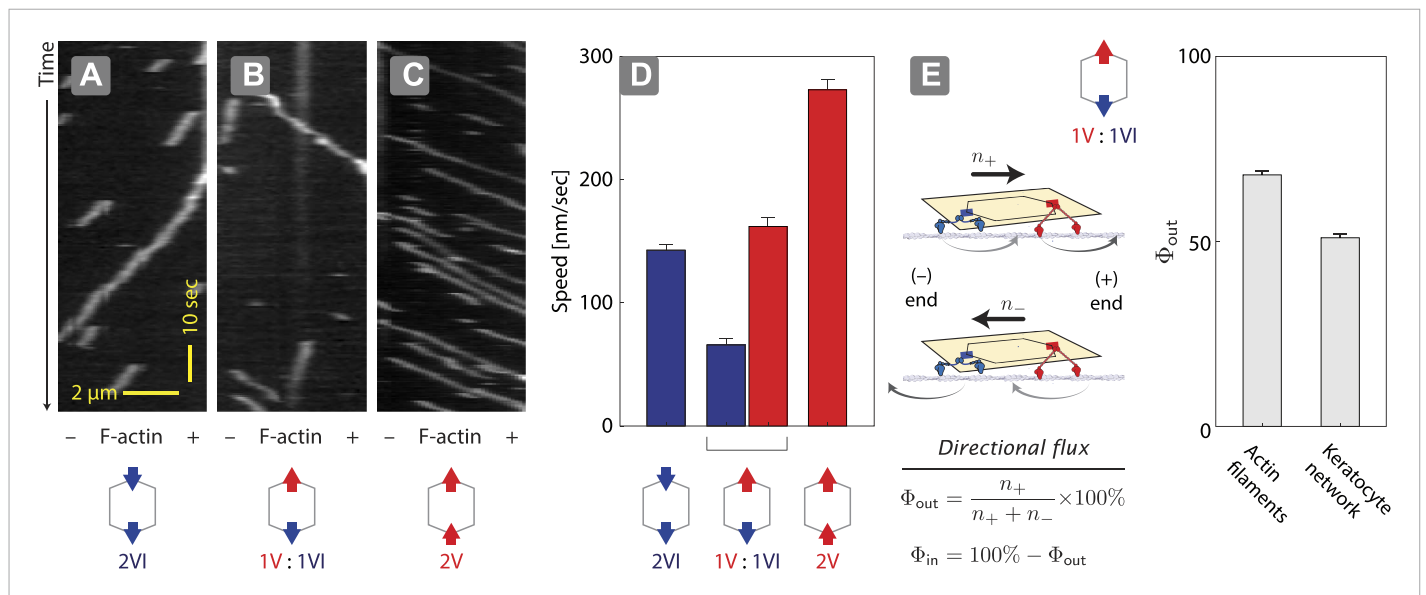 Time
A
B
C
10 sec
2 µm
– F-actin +
– F-actin +
– F-actin +
2VI
1V : 1VI
2V
D
Speed [nm/sec]
300
200
100
0
2VI
1V : 1VI
2V
E
1V : 1VI
n+
(–)
end
(+)
end
n−
Directional flux
Φout = n+ / (n+ + n−) ×100%
Φin = 100% − Φout
Φout
100
50
0
Actin
filaments
Keratocyte
network